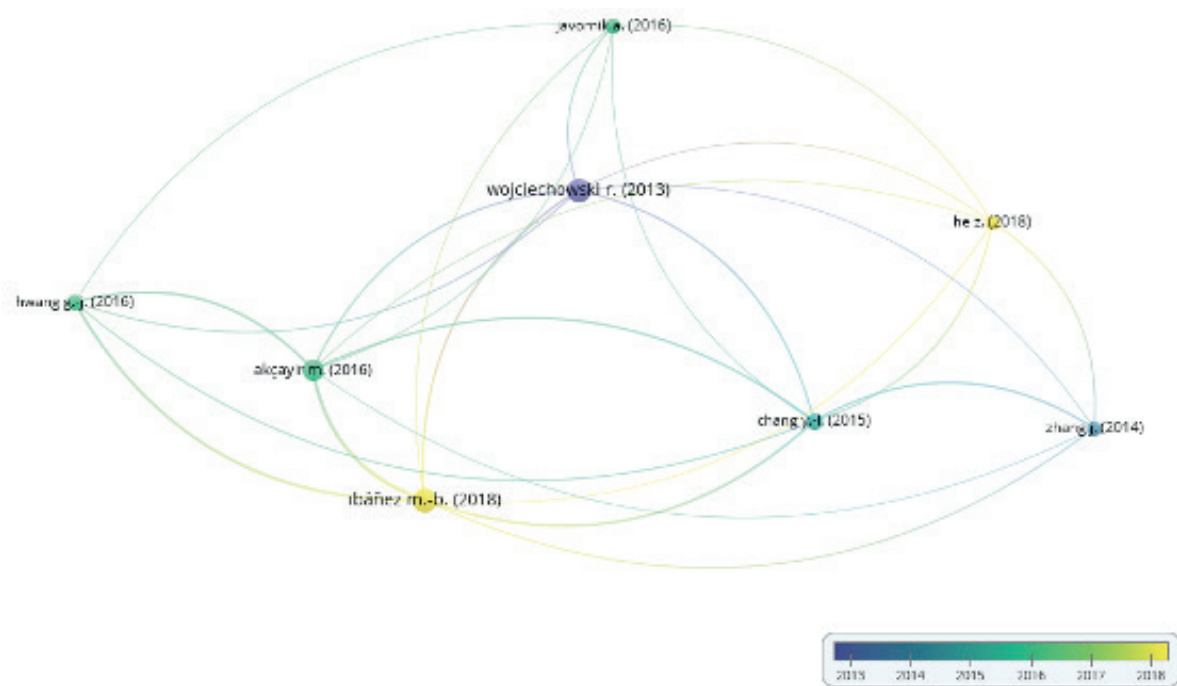 javornik a. (2016)
wojciechowski r. (2013)
he z. (2018)
hwang g.-j. (2016)
akçayır m. (2016)
chang y.-l. (2015)
zhang j. (2014)
ibáñez m.-b. (2018)
2013 2014 2015 2016 2017 2018